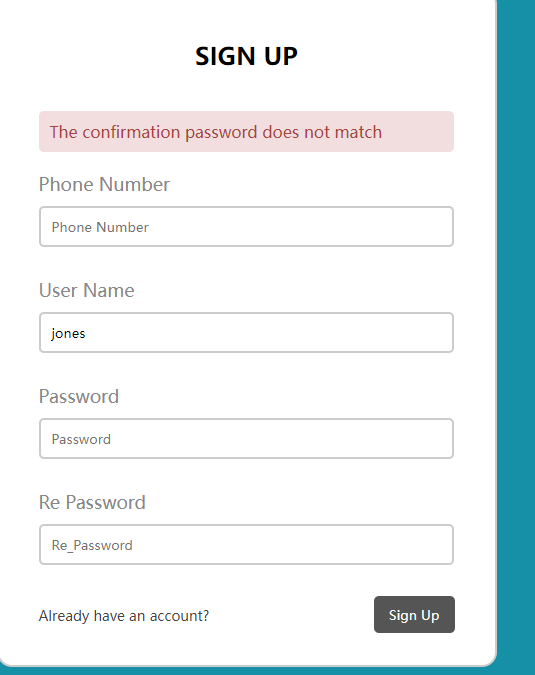 SIGN UP
The confirmation password does not match
Phone Number
Phone Number
User Name
jones
Password
Password
Re Password
Re_Password
Already have an account?
Sign Up